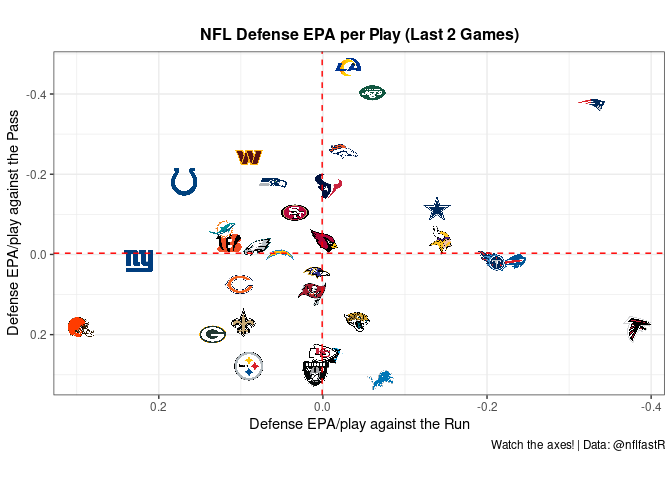 NFL Defense EPA per Play (Last 2 Games)
Defense EPA/play against the Pass
-0.4
-0.2
0.0
0.2
0.2
0.0
-0.2
-0.4
Defense EPA/play against the Run
Watch the axes! | Data: @nflfastR
LA
W
ny
G